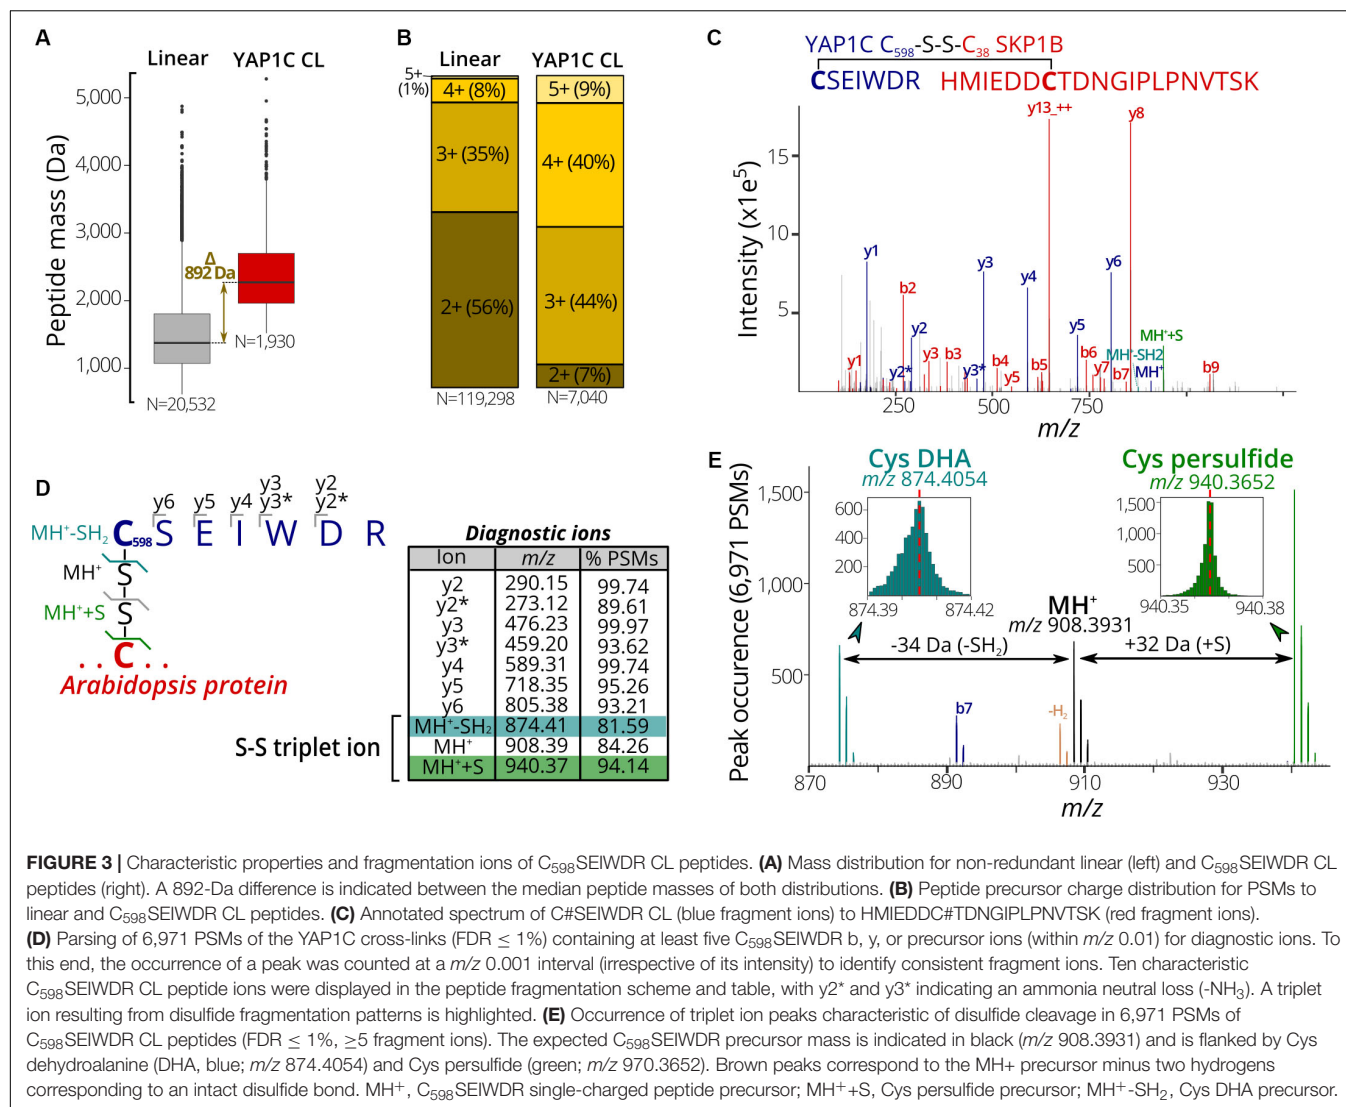 A
Linear
YAP1C CL
Peptide mass (Da)
5,000
4,000
3,000
2,000
1,000
Δ
892 Da
N=1,930
N=20,532
B
Linear
YAP1C CL
5+
(1%)
4+ (8%)
3+ (35%)
2+ (56%)
5+ (9%)
4+ (40%)
3+ (44%)
2+ (7%)
N=119,298
N=7,040
C
YAP1C C598-S-S-C38 SKP1B
CSEIWDR HMIEDDCTDNGIPLPNVTSK
Intensity (x1e5)
15
10
5
y13_++
y8
y1
b2
y3
y4
y6
y2
y5
MH++S
MH+-SH2
y1
y2*
y3
b3
y3*
b4
y5
b5
b6
y7
b7
MH+
b9
250
500
750
m/z
D
y6
y5
y4
y3
y3*
y2
y2*
MH+-SH2
C598 S E I W D R
MH+
S
MH++S
S
. . C . .
Arabidopsis protein
S-S triplet ion
Diagnostic ions
Ion m/z % PSMs
y2 290.15 99.74
y2* 273.12 89.61
y3 476.23 99.97
y3* 459.20 93.62
y4 589.31 99.74
y5 718.35 95.26
y6 805.38 93.21
MH+-SH2 874.41 81.59
MH+ 908.39 84.26
MH++S 940.37 94.14
E
Peak occurence (6,971 PSMs)
1,500
1,000
500
Cys DHA
m/z 874.4054
600
400
200
874.39
874.42
Cys persulfide
m/z 940.3652
1,500
1,000
500
940.35
940.38
MH+
m/z 908.3931
-34 Da (-SH2)
+32 Da (+S)
b7
-H2
870
890
910
930
m/z
FIGURE 3 | Characteristic properties and fragmentation ions of C598SEIWDR CL peptides. (A) Mass distribution for non-redundant linear (left) and C598SEIWDR CL
peptides (right). A 892-Da difference is indicated between the median peptide masses of both distributions. (B) Peptide precursor charge distribution for PSMs to
linear and C598SEIWDR CL peptides. (C) Annotated spectrum of C#SEIWDR CL (blue fragment ions) to HMIEDDC#TDNGIPLPNVTSK (red fragment ions).
(D) Parsing of 6,971 PSMs of the YAP1C cross-links (FDR ≤ 1%) containing at least five C598SEIWDR b, y, or precursor ions (within m/z 0.01) for diagnostic ions. To
this end, the occurrence of a peak was counted at a m/z 0.001 interval (irrespective of its intensity) to identify consistent fragment ions. Ten characteristic
C598SEIWDR CL peptide ions were displayed in the peptide fragmentation scheme and table, with y2* and y3* indicating an ammonia neutral loss (-NH3). A triplet
ion resulting from disulfide fragmentation patterns is highlighted. (E) Occurrence of triplet ion peaks characteristic of disulfide cleavage in 6,971 PSMs of
C598SEIWDR CL peptides (FDR ≤ 1%, ≥5 fragment ions). The expected C598SEIWDR precursor mass is indicated in black (m/z 908.3931) and is flanked by Cys
dehydroalanine (DHA, blue; m/z 874.4054) and Cys persulfide (green; m/z 970.3652). Brown peaks correspond to the MH+ precursor minus two hydrogens
corresponding to an intact disulfide bond. MH+, C598SEIWDR single-charged peptide precursor; MH++S, Cys persulfide precursor; MH+-SH2, Cys DHA precursor.